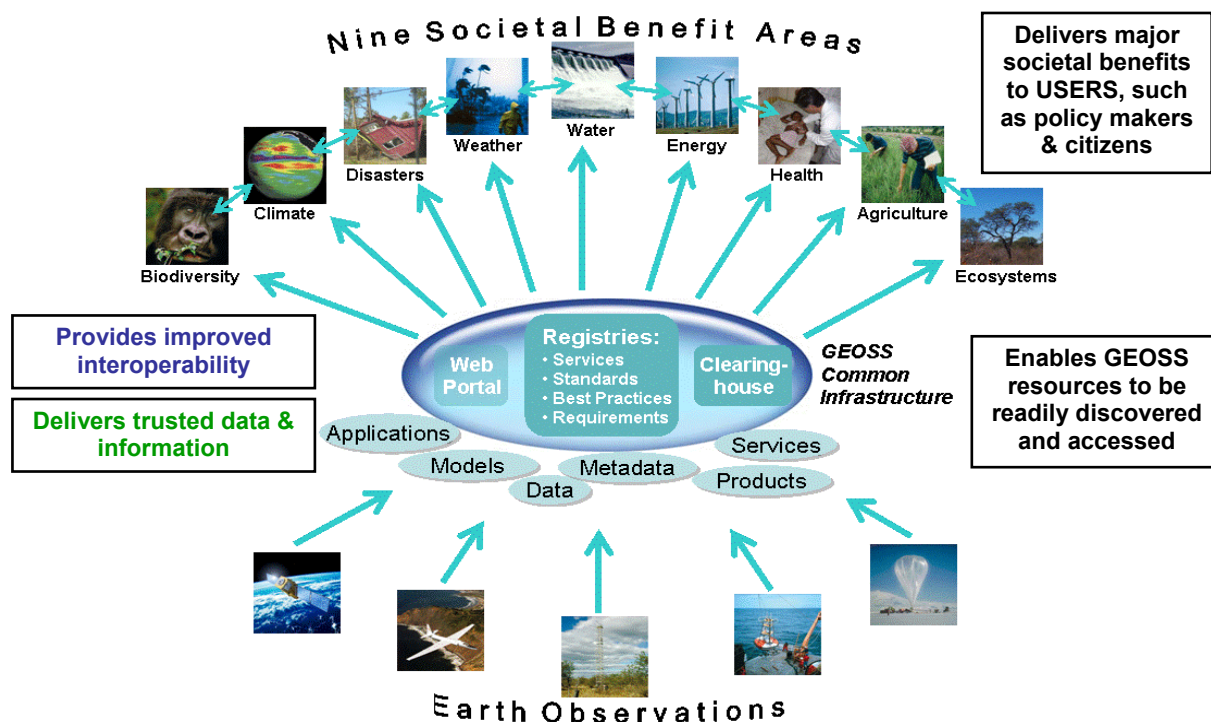 Nine Societal Benefit Areas
Delivers major
societal benefits
to USERS, such
as policy makers
& citizens
Water
Weather
Energy
Disasters
Health
Climate
Agriculture
Biodiversity
Ecosystems
Provides improved
interoperability
Delivers trusted data &
information
Web
Portal
Registries:
• Services
• Standards
• Best Practices
• Requirements
Clearing-
house
GEOSS
Common
Infrastructure
Enables GEOSS
resources to be
readily discovered
and accessed
Applications
Models
Data
Metadata
Services
Products
Earth Observations